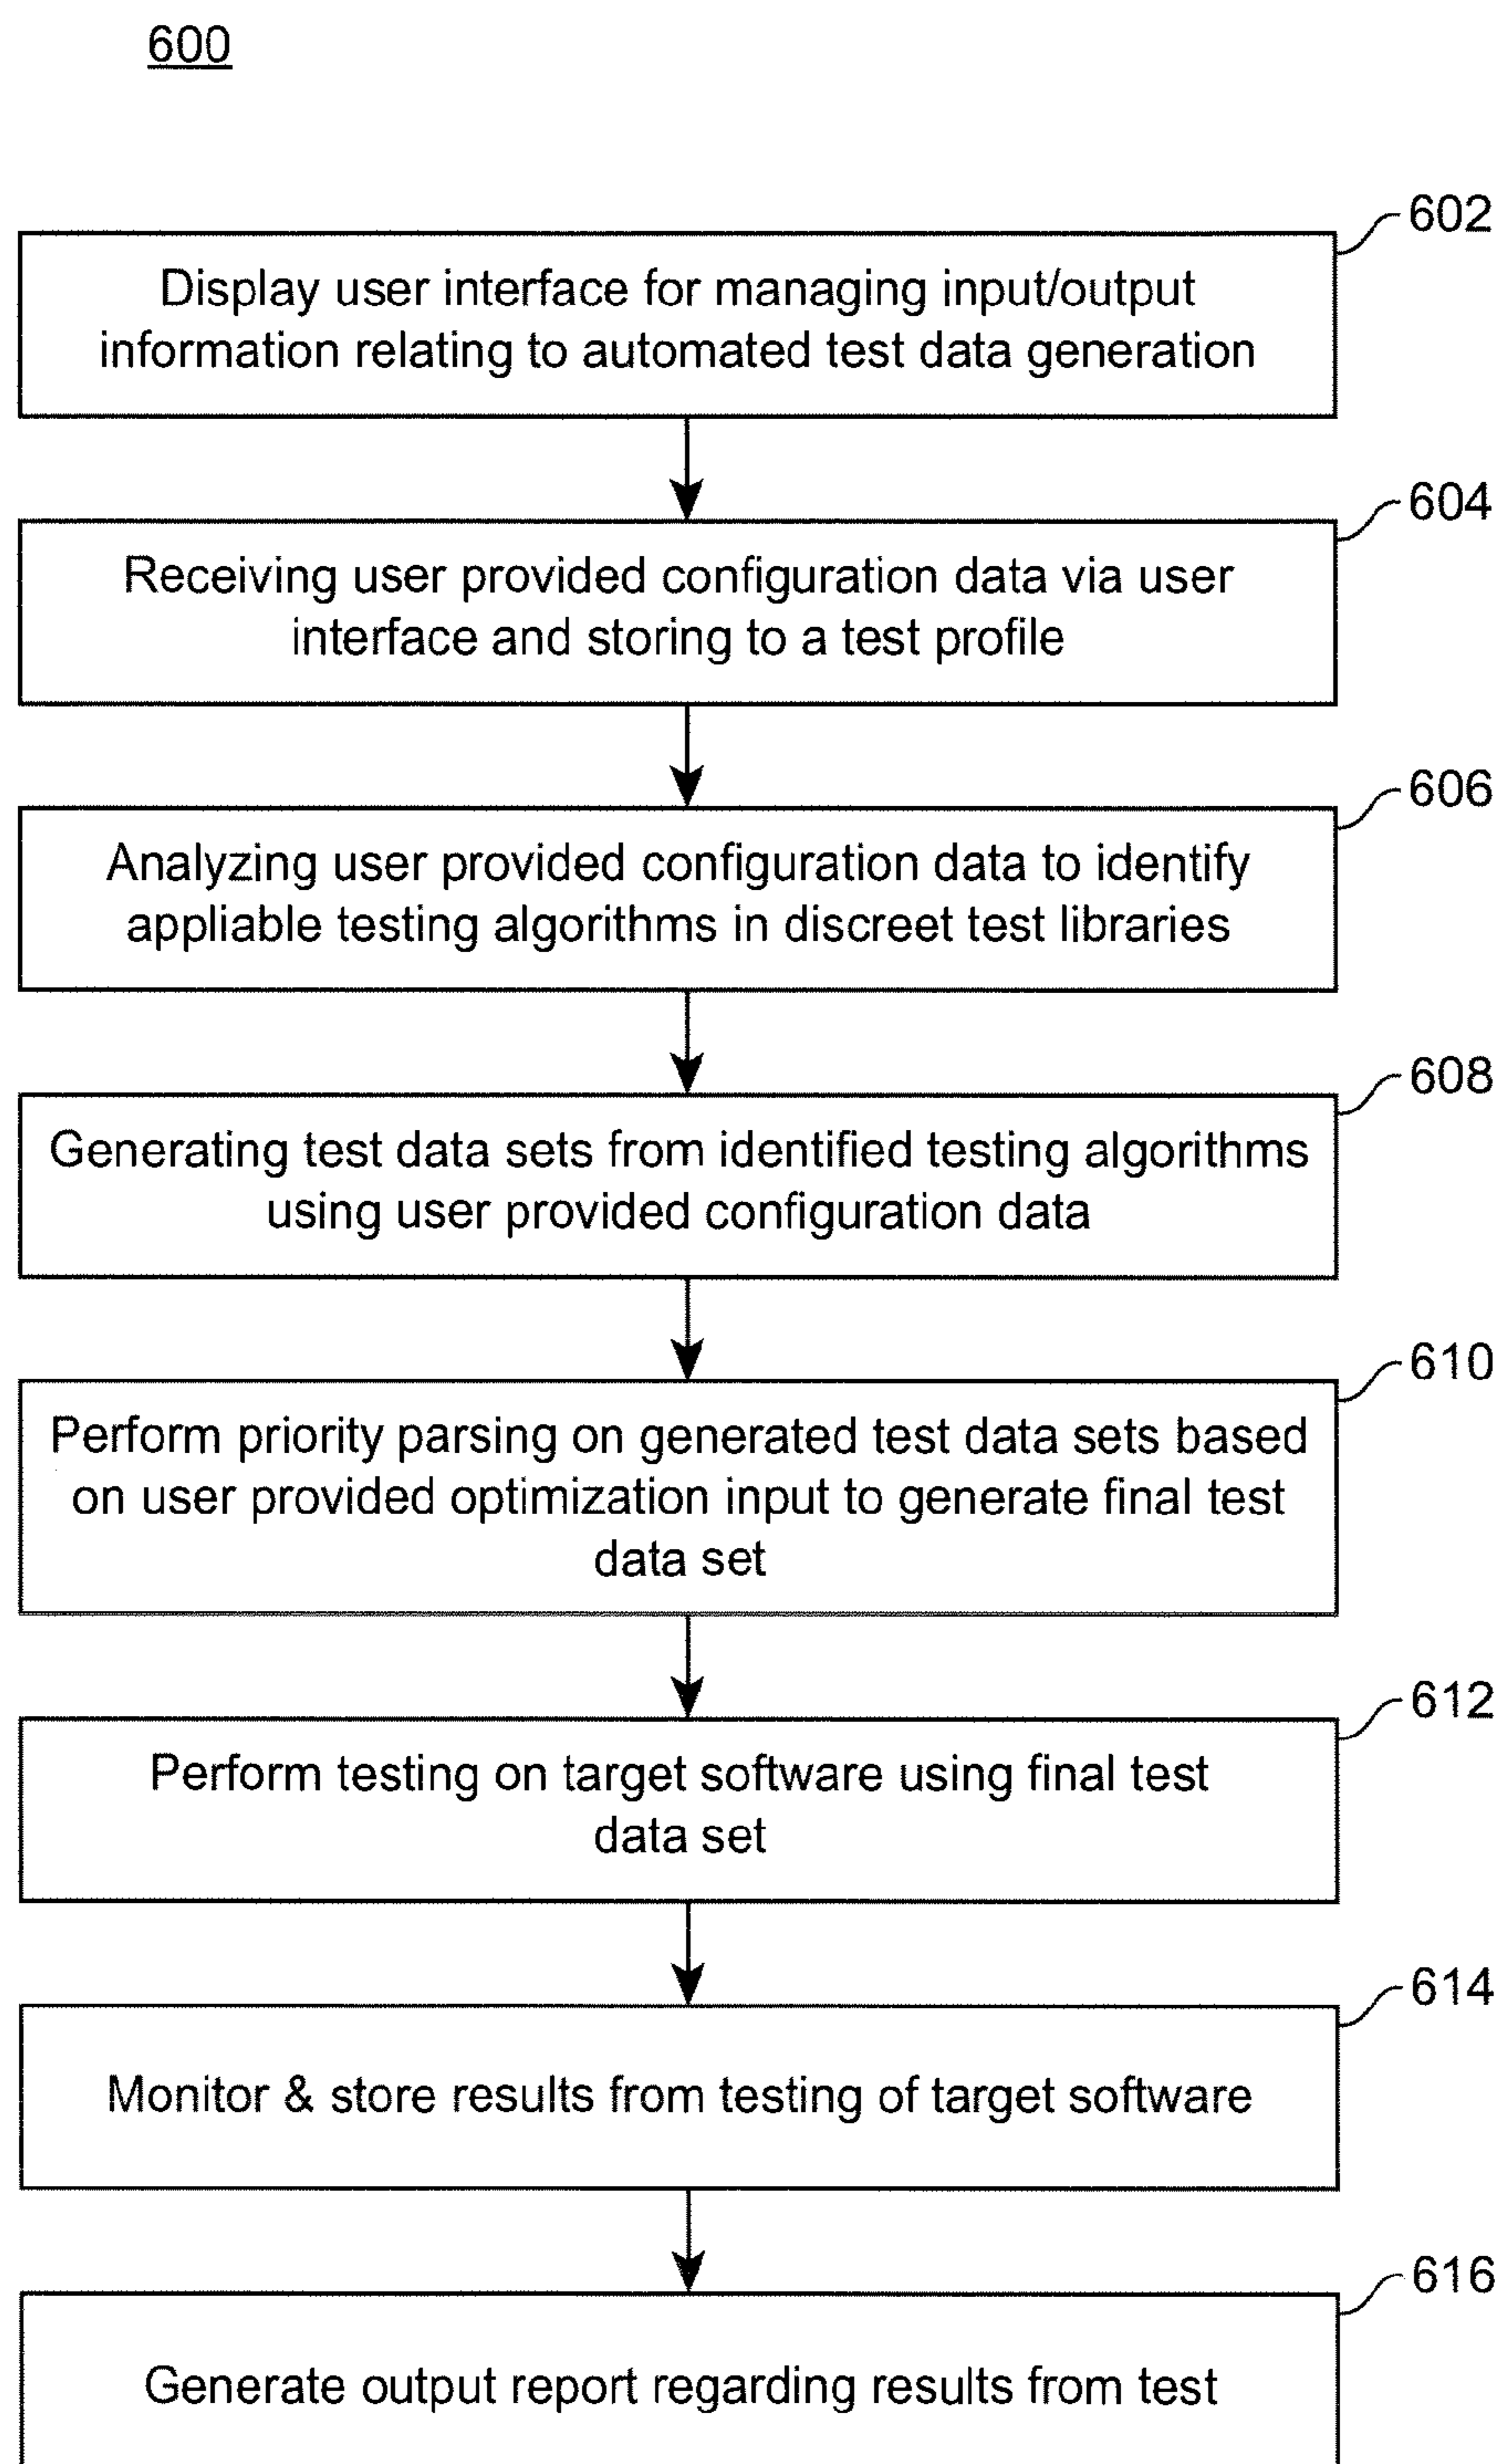 600
602
Display user interface for managing input/output
information relating to automated test data generation
604
Receiving user provided configuration data via user
interface and storing to a test profile
606
Analyzing user provided configuration data to identify
appliable testing algorithms in discreet test libraries
608
Generating test data sets from identified testing algorithms
using user provided configuration data
610
Perform priority parsing on generated test data sets based
on user provided optimization input to generate final test
data set
612
Perform testing on target software using final test
data set
614
Monitor & store results from testing of target software
616
Generate output report regarding results from test